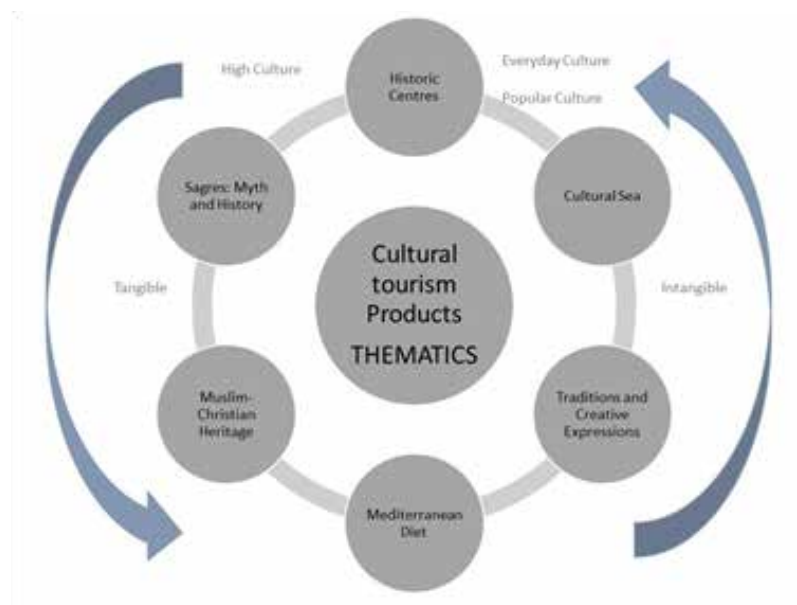 High Culture
Historic
Centres
Everyday Culture
Popular Culture
Sagres: Myth
and History
Cultural Sea
Cultural
tourism
Products
THEMATICS
Tangible
Intangible
Muslim-
Christian
Heritage
Traditions and
Creative
Expressions
Mediterranean
Diet